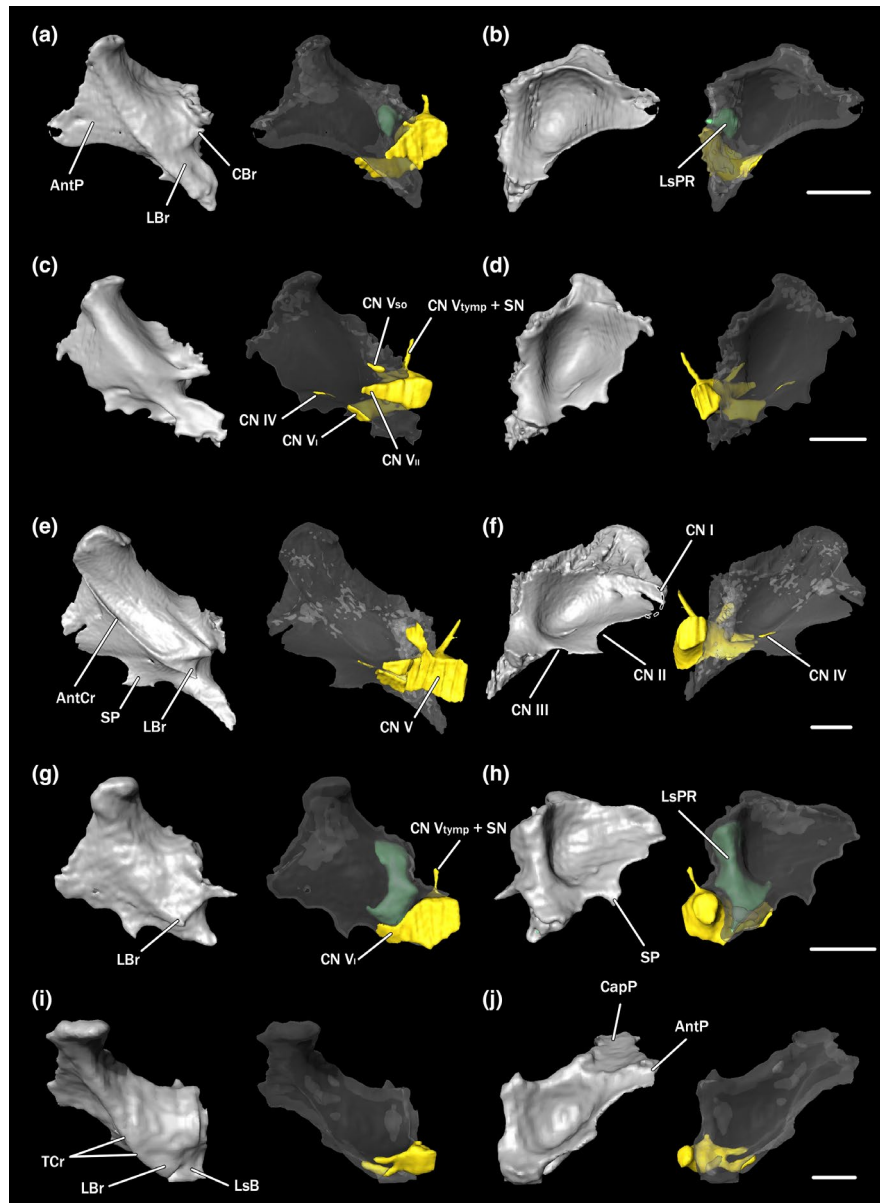 (a)
(b)
AntP
CBr
LBr
LsPR
(c)
(d)
CN Vso
CN Vtymp + SN
CN IV
CN VI
CN VII
(e)
(f)
CN I
AntCr
SP
LBr
CN V
CN III
CN II
CN IV
(g)
(h)
CN Vtymp + SN
LsPR
LBr
CN VI
SP
(i)
(j)
CapP
AntP
TCr
LBr
LsB